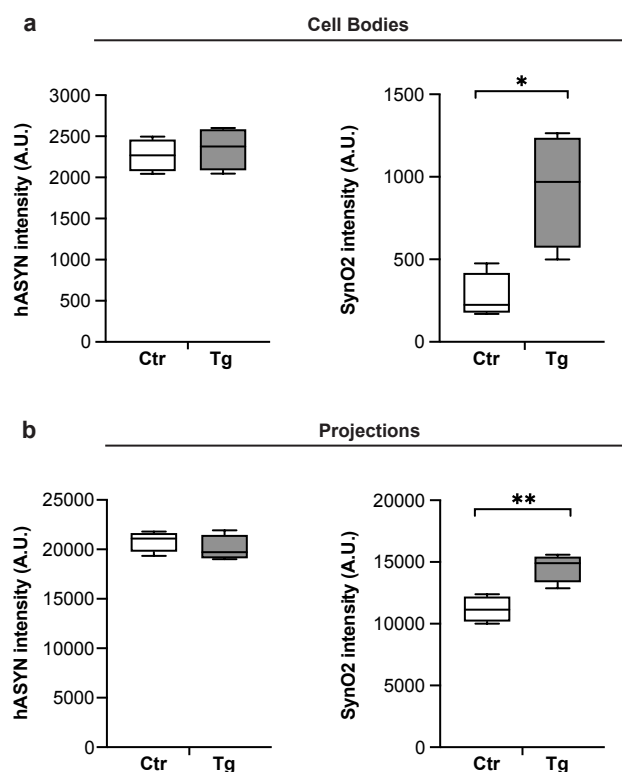 a
Cell Bodies
hASYN intensity (A.U.)
3000
2500
2000
1500
1000
500
0
Ctr Tg
SynO2 intensity (A.U.)
1500
1000
500
0
*
Ctr Tg
b
Projections
hASYN intensity (A.U.)
25000
20000
15000
10000
5000
0
Ctr Tg
SynO2 intensity (A.U.)
20000
15000
10000
5000
0
**
Ctr Tg